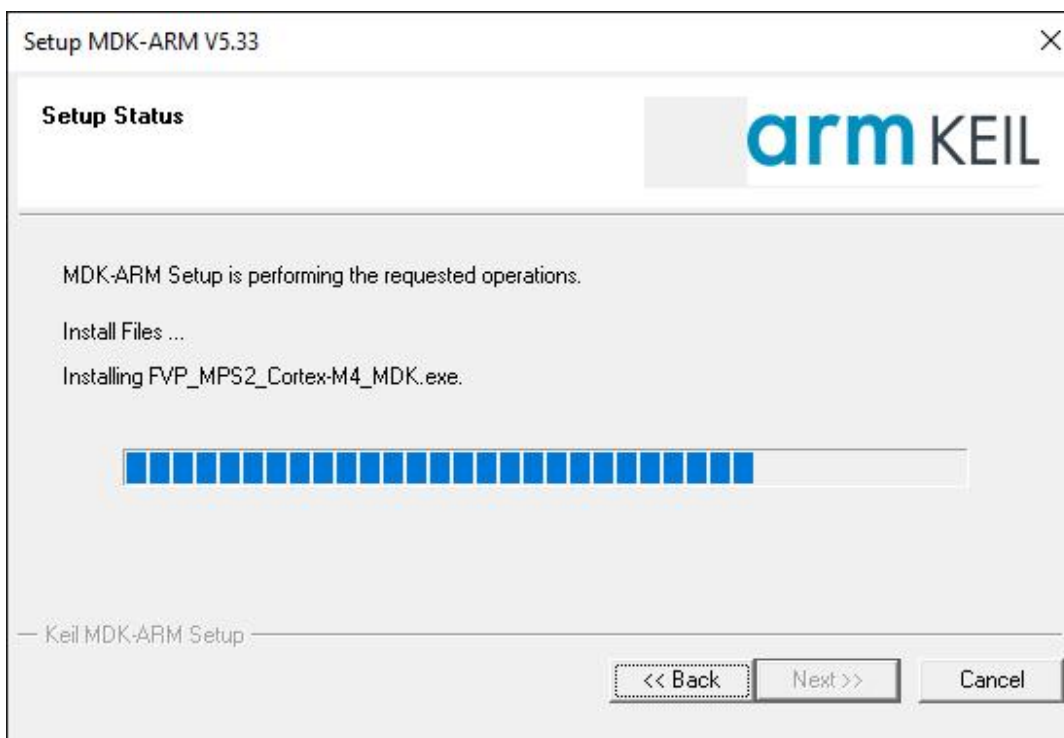 Setup MDK-ARM V5.33
Setup Status
arm KEIL
MDK-ARM Setup is performing the requested operations.
Install Files ...
Installing FVP_MPS2_Cortex-M4_MDK.exe.
Keil MDK-ARM Setup
<< Back Next >> Cancel